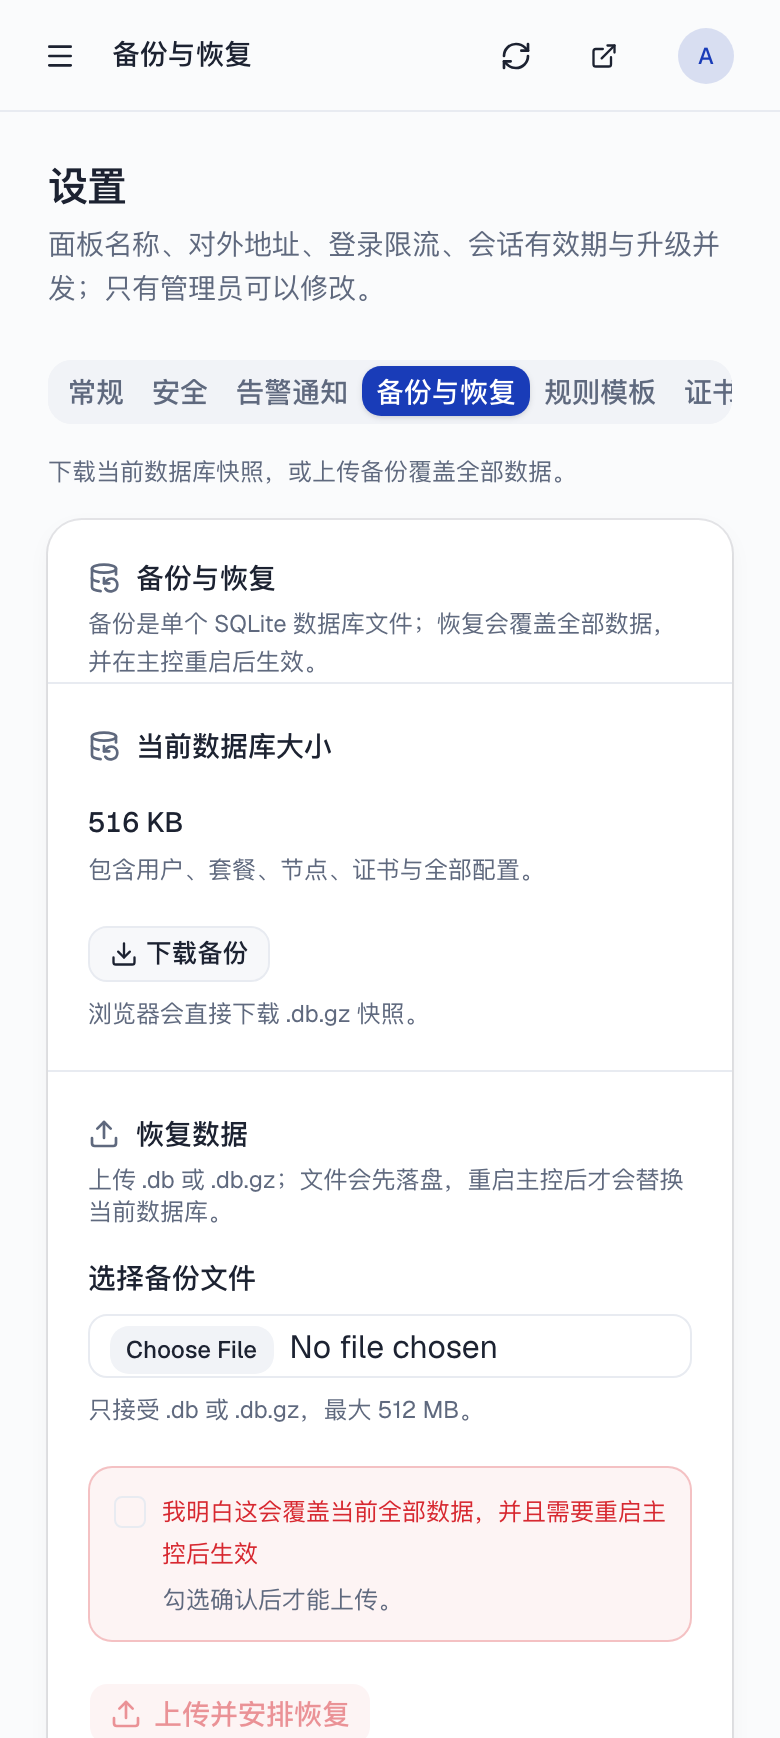 备份与恢复
A
设置
面板名称、对外地址、登录限流、会话有效期与升级并
发；只有管理员可以修改。
常规 安全 告警通知 备份与恢复 规则模板 证书
下载当前数据库快照，或上传备份覆盖全部数据。
备份与恢复
备份是单个 SQLite 数据库文件；恢复会覆盖全部数据，
并在主控重启后生效。
当前数据库大小
516 KB
包含用户、套餐、节点、证书与全部配置。
下载备份
浏览器会直接下载 .db.gz 快照。
恢复数据
上传 .db 或 .db.gz；文件会先落盘，重启主控后才会替换
当前数据库。
选择备份文件
Choose File No file chosen
只接受 .db 或 .db.gz，最大 512 MB。
我明白这会覆盖当前全部数据，并且需要重启主
控后生效
勾选确认后才能上传。
上传并安排恢复